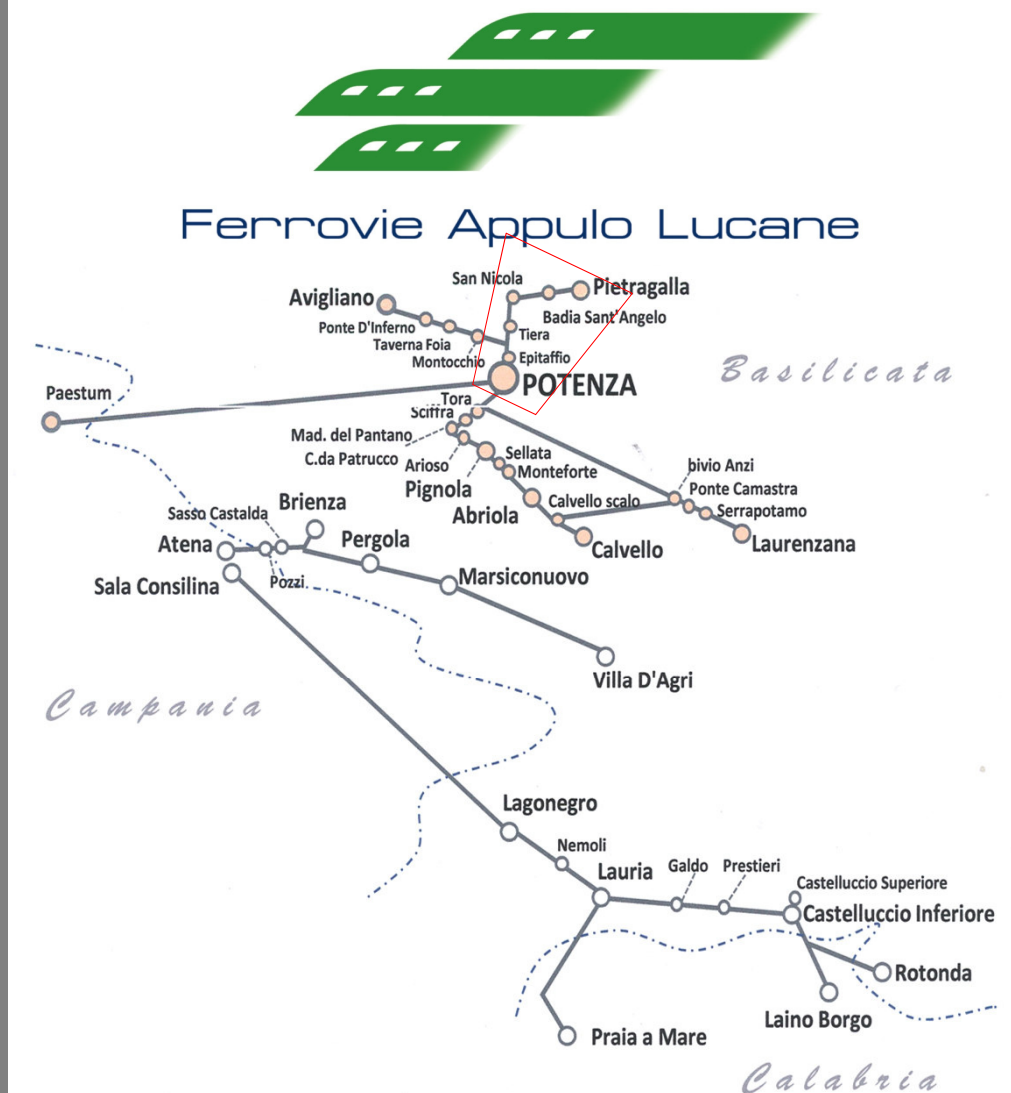 Ferrovie Appulo Lucane
San Nicola
Pietragalla
Avigliano
Badia Sant'Angelo
Ponte D'Inferno
Tiera
Taverna Foia
Montocchio
Epitaffio
POTENZA
Basilicata
Paestum
Tora
Sciffra
Mad. del Pantano
C.da Patrucco
Arioso
Sellata
Monteforte
bivio Anzi
Pignola
Ponte Camastra
Calvello scalo
Serrapotamo
Abriola
Brienza
Sasso Castalda
Atena
Pergola
Calvello
Laurenzana
Sala Consilina
Pozzi
Marsiconuovo
Villa D'Agri
Campania
Lagonegro
Nemoli
Lauria
Galdo
Prestieri
Castelluccio Superiore
Castelluccio Inferiore
Rotonda
Laino Borgo
Praia a Mare
Calabria